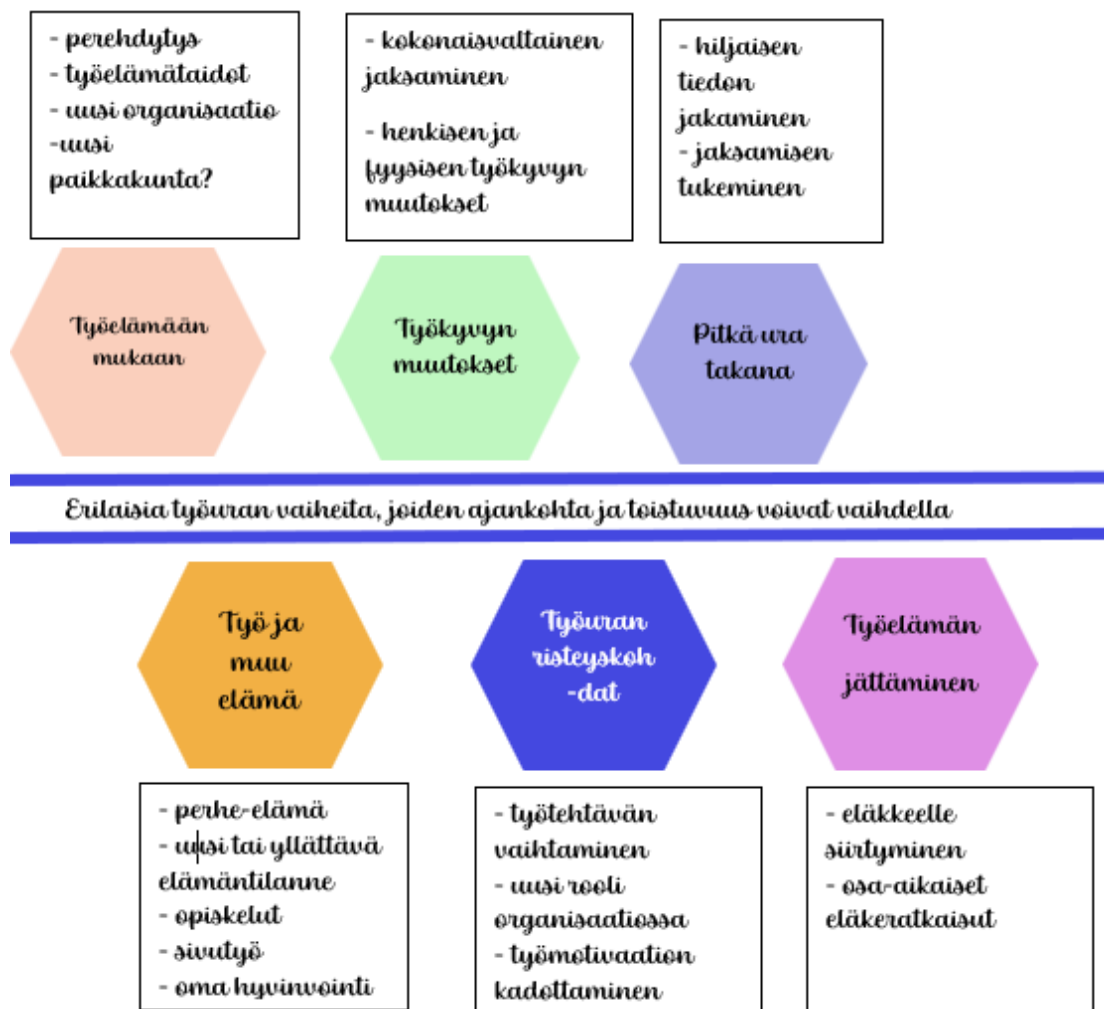 - perehdytys
- työelämätaidot
- uusi organisaatio
-uusi
paikkakunta?
- kokonaisvaltainen
jaksaminen
- henkisen ja
fyysisen työkyvyn
muutokset
- hiljaisen
tiedon
jakaminen
- jaksamisen
tukeminen
Työelämään
mukaan
Työkyvyn
muutokset
Pitkä ura
takana
Erilaisia työuran vaiheita, joiden ajankohta ja toistuvuus voivat vaihdella
Työ ja
muu
elämä
Työuran
risteyskoh
-dat
Työelämän
jättäminen
- perhe-elämä
- uusi tai yllättävä
elämäntilanne
- opiskelut
- sivutyö
- oma hyvinvointi
- työtehtävän
vaihtaminen
- uusi rooli
organisaatiossa
- työmotivaation
kadottaminen
- eläkkeelle
siirtyminen
- osa-aikaiset
eläkeratkaisut